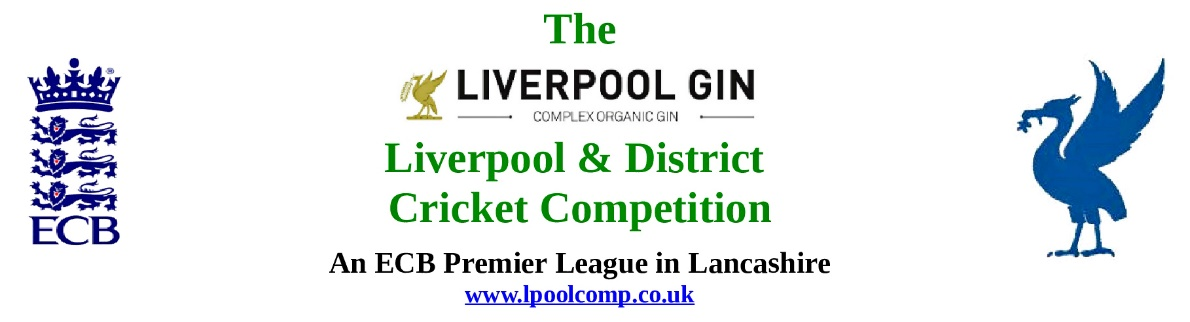 The
LIVERPOOL GIN
COMPLEX ORGANIC GIN
Liverpool & District
Cricket Competition
An ECB Premier League in Lancashire
www.lpoolcomp.co.uk
ECB
®